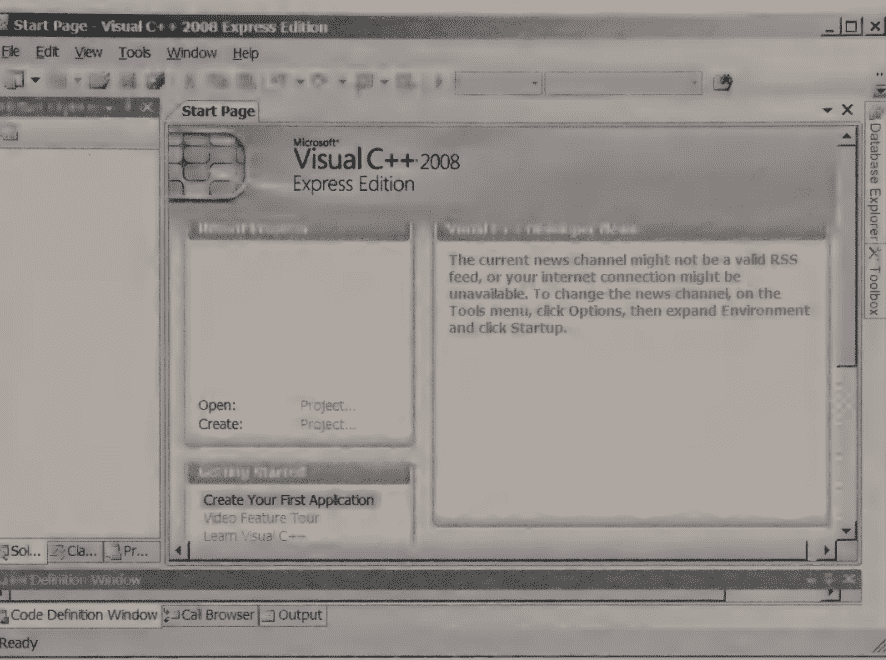 Start Page - Visual C++ 2008 Express Edition
File Edit View Tools Window Help
Start Page
Microsoft®
Visual C++ 2008
Express Edition
The current news channel might not be a valid RSS
feed, or your internet connection might be
unavailable. To change the news channel, on the
Tools menu, click Options, then expand Environment
and click Startup.
Open: Project...
Create: Project...
Getting Started
Create Your First Application
Video Feature Tour
Learn Visual C++
Database Explorer
Toolbox
Sol... Cla... Pr...
Definition Window
Code Definition Window Call Browser Output
Ready